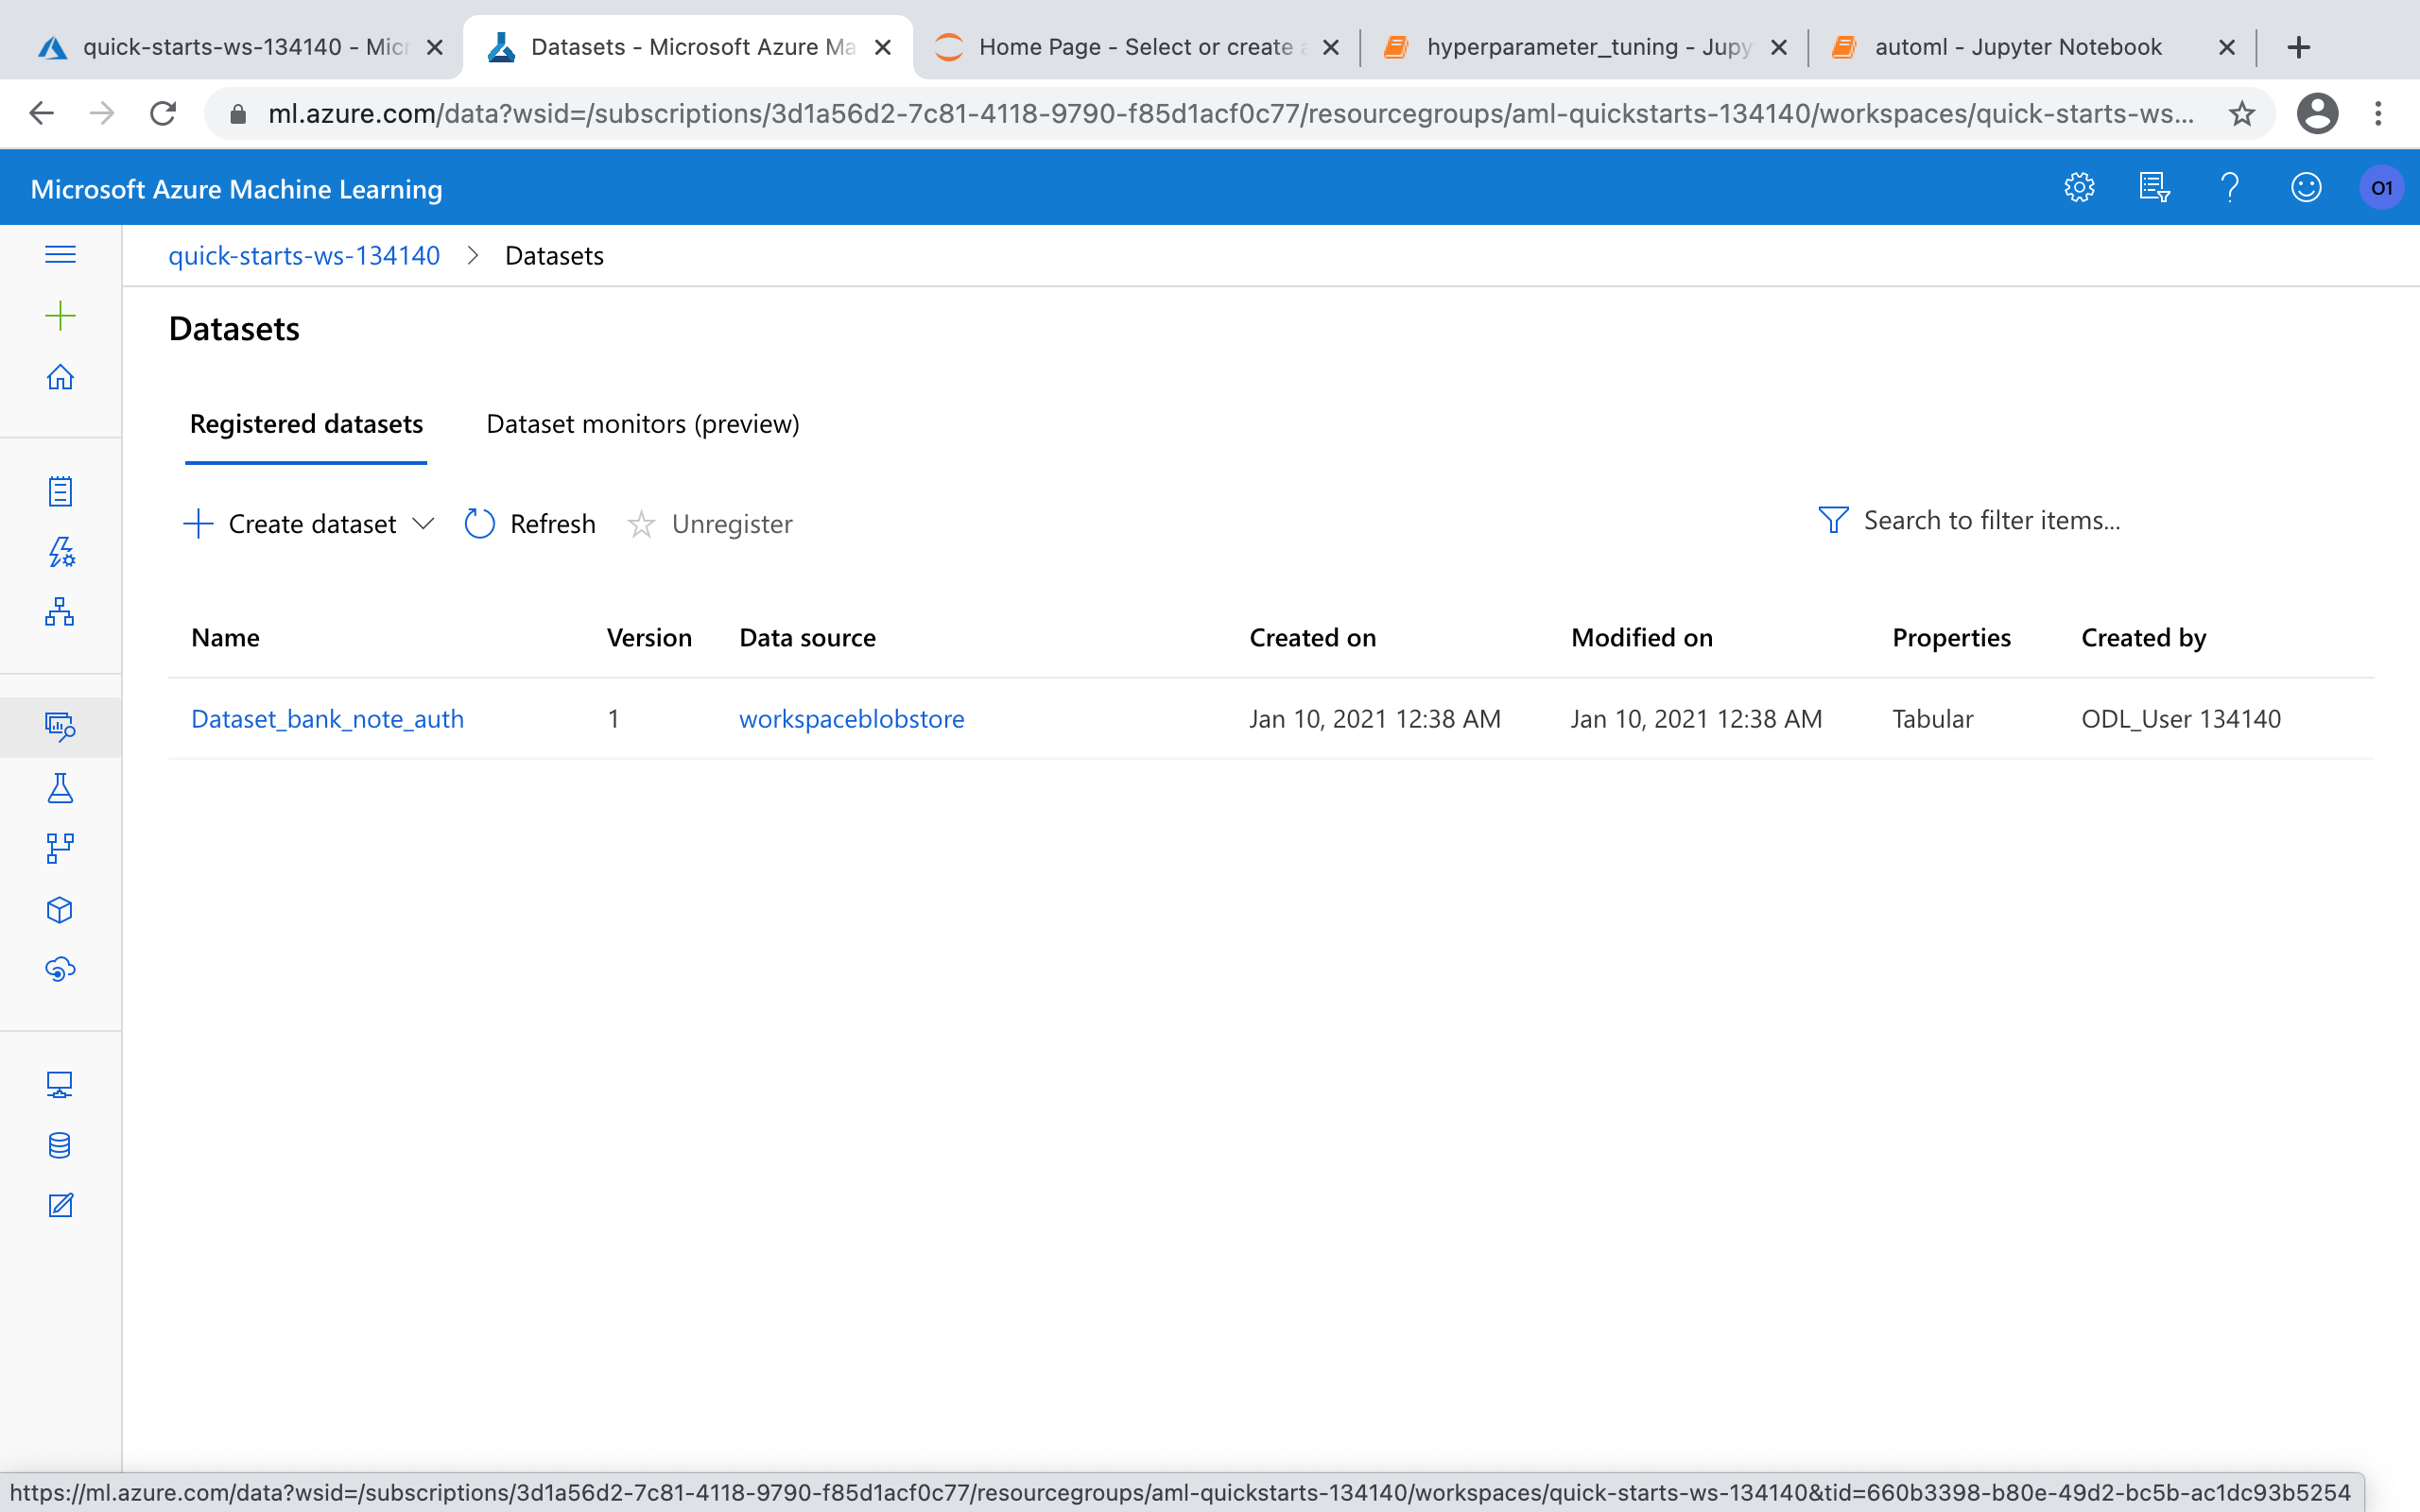 quick-starts-ws-134140 - Micr
Datasets - Microsoft Azure Ma
Home Page - Select or create a
hyperparameter_tuning - Jupy
automl - Jupyter Notebook
ml.azure.com/data?wsid=/subscriptions/3d1a56d2-7c81-4118-9790-f85d1acf0c77/resourcegroups/aml-quickstarts-134140/workspaces/quick-starts-ws...
Microsoft Azure Machine Learning
O1
quick-starts-ws-134140 > Datasets
Datasets
Registered datasets Dataset monitors (preview)
Create dataset Refresh Unregister Search to filter items...
Name Version Data source Created on Modified on Properties Created by
Dataset_bank_note_auth 1 workspaceblobstore Jan 10, 2021 12:38 AM Jan 10, 2021 12:38 AM Tabular ODL_User 134140
https://ml.azure.com/data?wsid=/subscriptions/3d1a56d2-7c81-4118-9790-f85d1acf0c77/resourcegroups/aml-quickstarts-134140/workspaces/quick-starts-ws-134140&tid=660b3398-b80e-49d2-bc5b-ac1dc93b5254